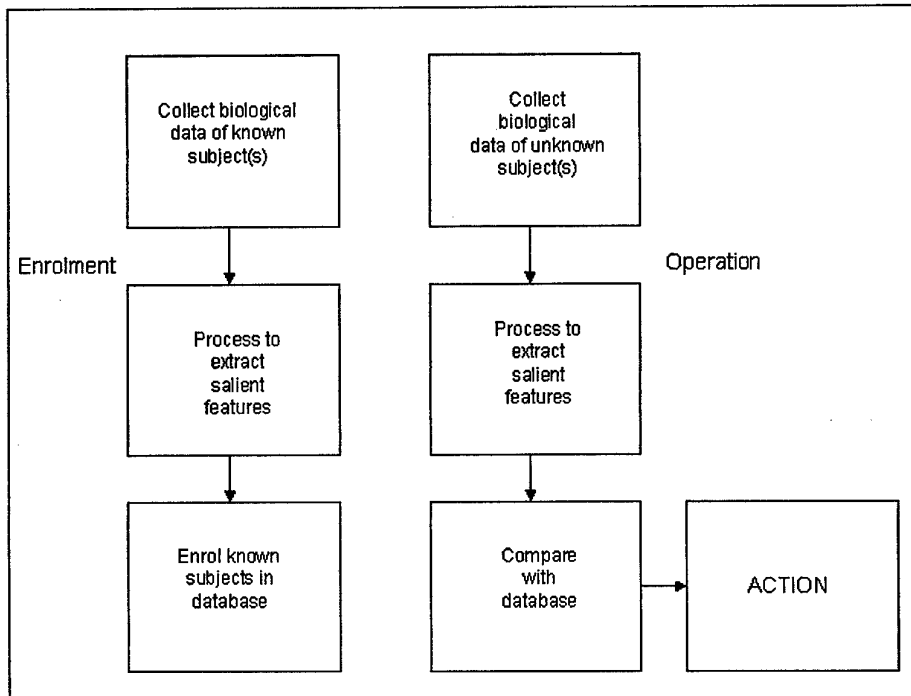 Collect biological
data of known
subject(s)
Collect
biological
data of unknown
subject(s)
Enrolment
Operation
Process to
extract
salient
features
Process to
extract
salient
features
Enrol known
subjects in
database
Compare
with
database
ACTION